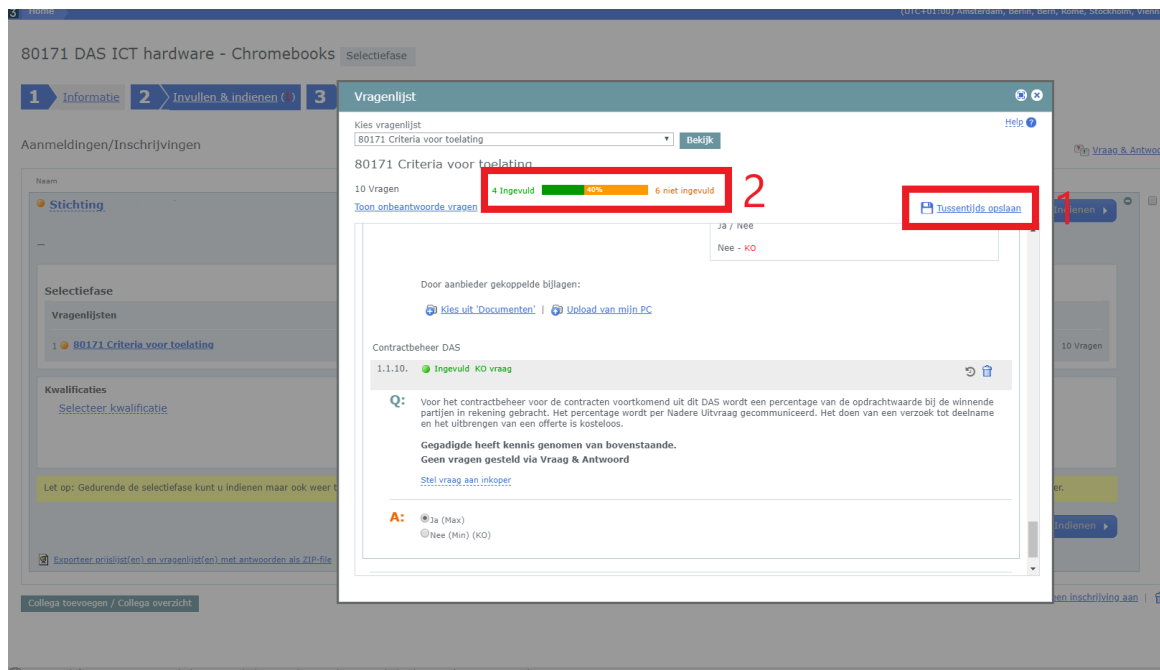 Home
(UTC+01:00) Amsterdam, Berlin, Bern, Rome, Stockholm, Vienn
80171 DAS ICT hardware - Chromebooks Selectiefase
1 Informatie 2 Invullen & indienen ( ) 3
Aanmeldingen/Inschrijvingen
Vraag & Antwoo
Naam
Stichting
Indienen
Selectiefase
Vragenlijsten
1 80171 Criteria voor toelating
10 Vragen
Kwalificaties
Selecteer kwalificatie
Let op: Gedurende de selectiefase kunt u indienen maar ook weer t
er.
Indienen
Exporteer prijslijst(en) en vragenlijst(en) met antwoorden als ZIP-file
Collega toevoegen / Collega overzicht
en inschrijving aan |
Vragenlijst
Help ?
Kies vragenlijst
80171 Criteria voor toelating Bekijk
80171 Criteria voor toelating
10 Vragen 4 Ingevuld 40% 6 niet ingevuld 2
Toon onbeantwoorde vragen
Tussentijds opslaan 1
Ja / Nee
Nee - KO
Door aanbieder gekoppelde bijlagen:
Kies uit 'Documenten' | Upload van mijn PC
Contractbeheer DAS
1.1.10. Ingevuld KO vraag
Q: Voor het contractbeheer voor de contracten voortkomend uit dit DAS wordt een percentage van de opdrachtwaarde bij de winnende
partijen in rekening gebracht. Het percentage wordt per Nadere Uitvraag gecommuniceerd. Het doen van een verzoek tot deelname
en het uitbrengen van een offerte is kosteloos.
Gegadigde heeft kennis genomen van bovenstaande.
Geen vragen gesteld via Vraag & Antwoord
Stel vraag aan inkoper
A: Ja (Max)
Nee (Min) (KO)